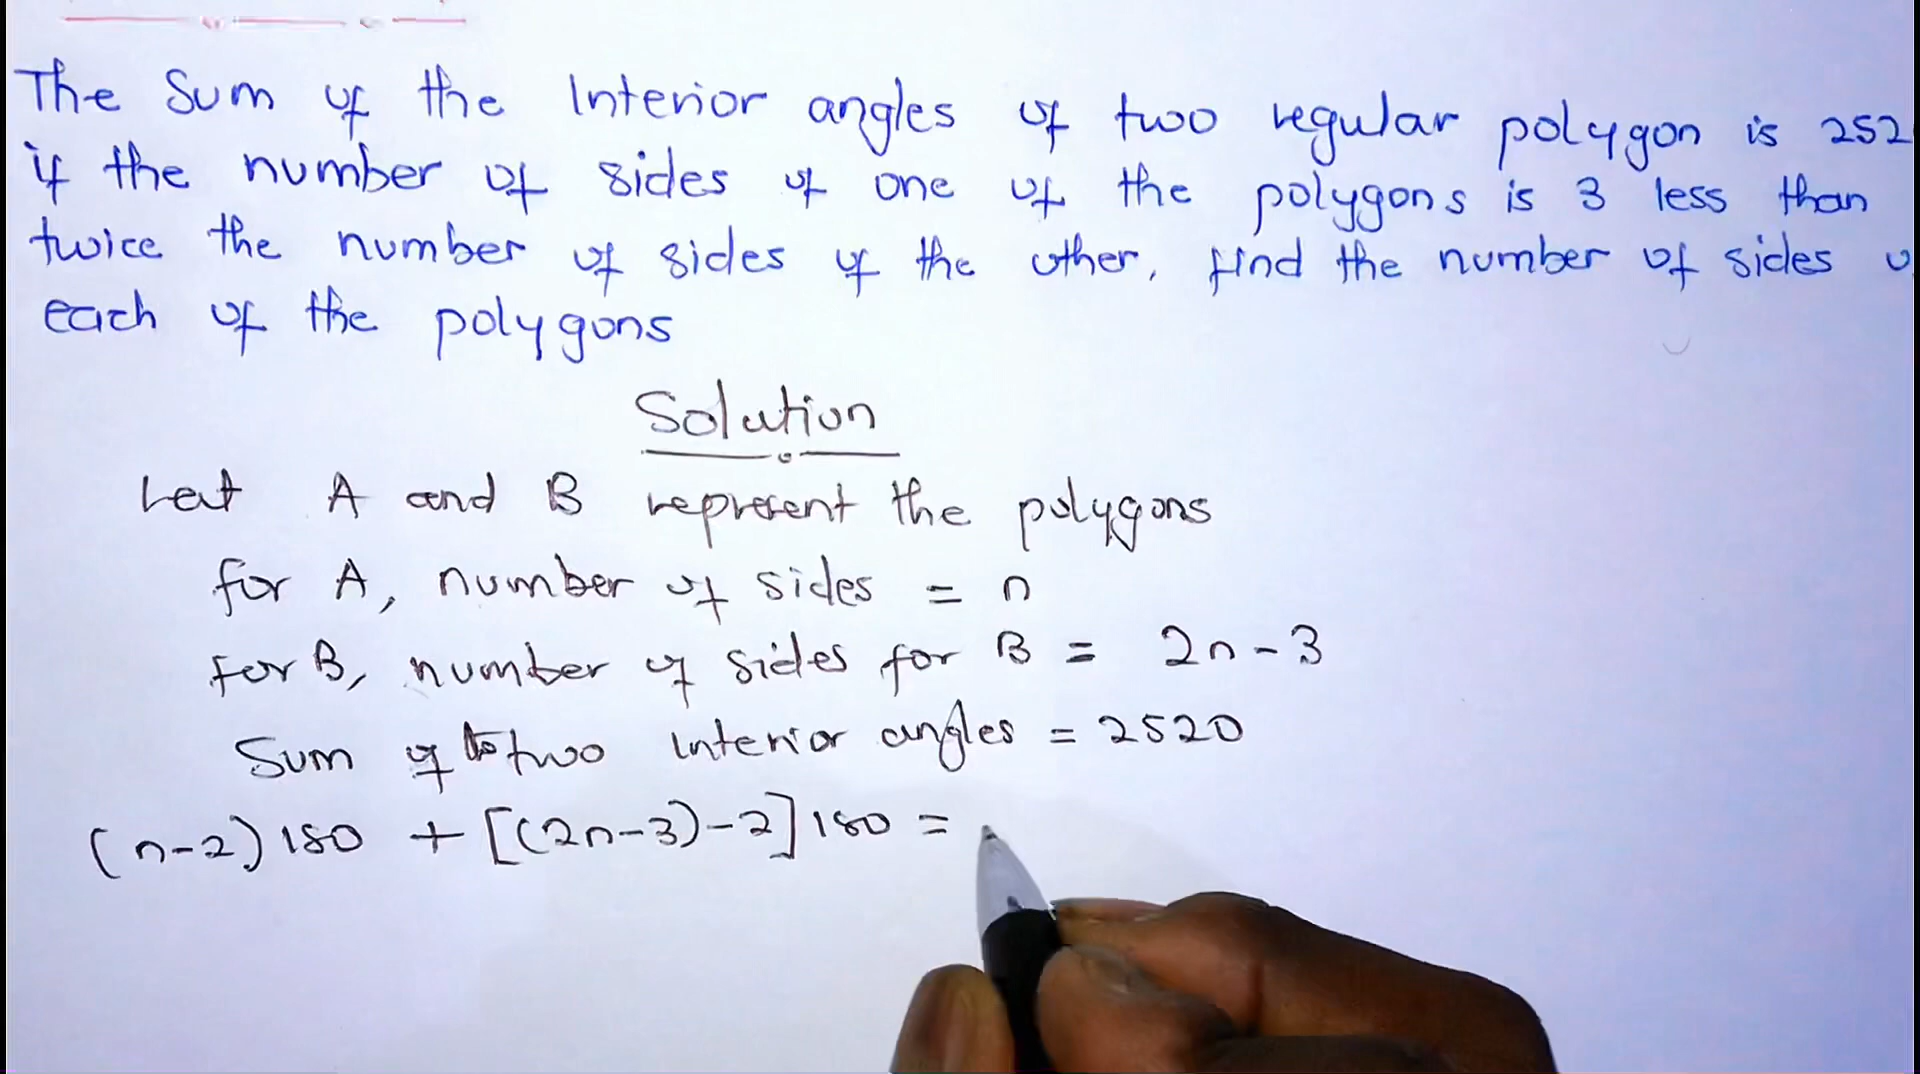 The Sum of the Interior angles of two regular polygon is 252
if the number of sides of one of the polygons is 3 less than
twice the number of sides of the other, find the number of sides
each of the polygons
Solution
Let A and B represent the polygons
for A, number of sides = n
for B, number of sides for B = 2n-3
Sum of two interior angles = 2520
(n-2)180 + [(2n-3)-2]180 =